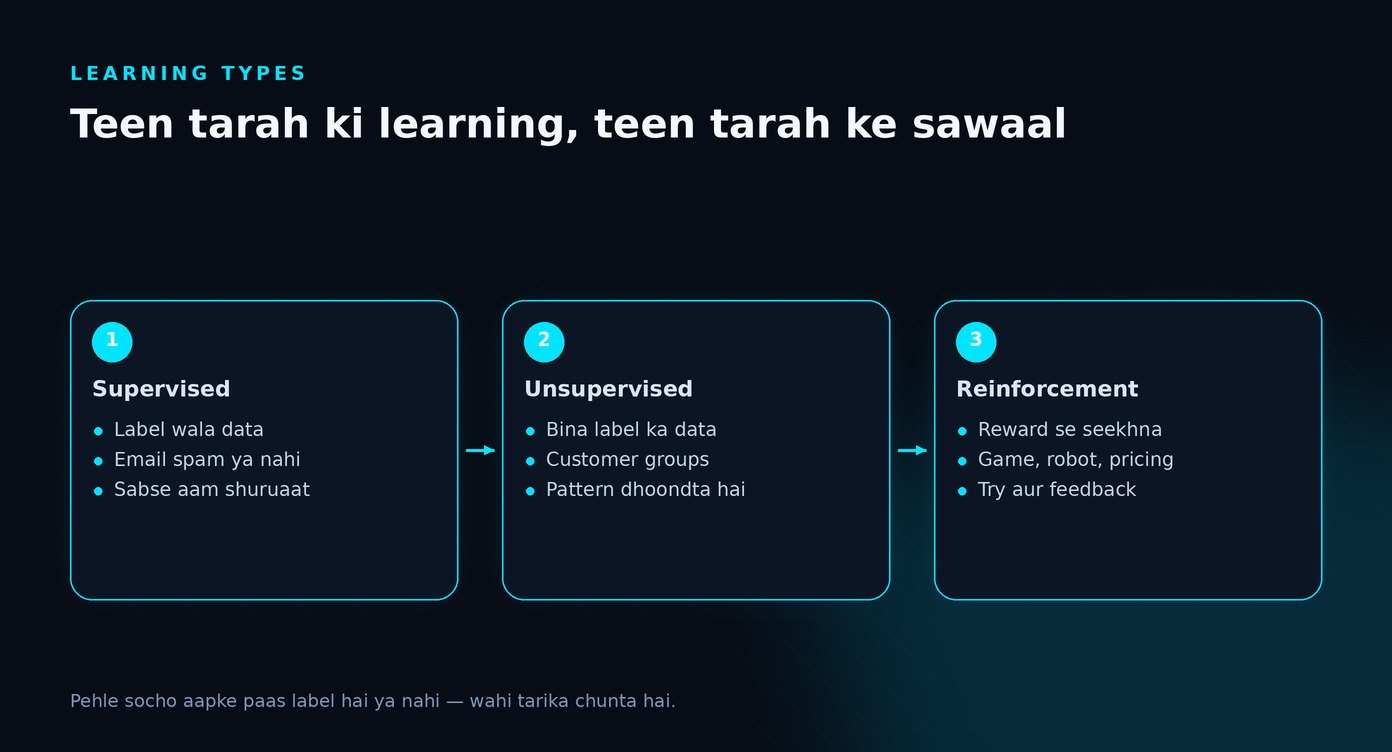 LEARNING TYPES
Teen tarah ki learning, teen tarah ke sawaal
1
Supervised
Label wala data
Email spam ya nahi
Sabse aam shuruaat
2
Unsupervised
Bina label ka data
Customer groups
Pattern dhoondta hai
3
Reinforcement
Reward se seekhna
Game, robot, pricing
Try aur feedback
Pehle socho aapke paas label hai ya nahi — wahi tarika chunta hai.